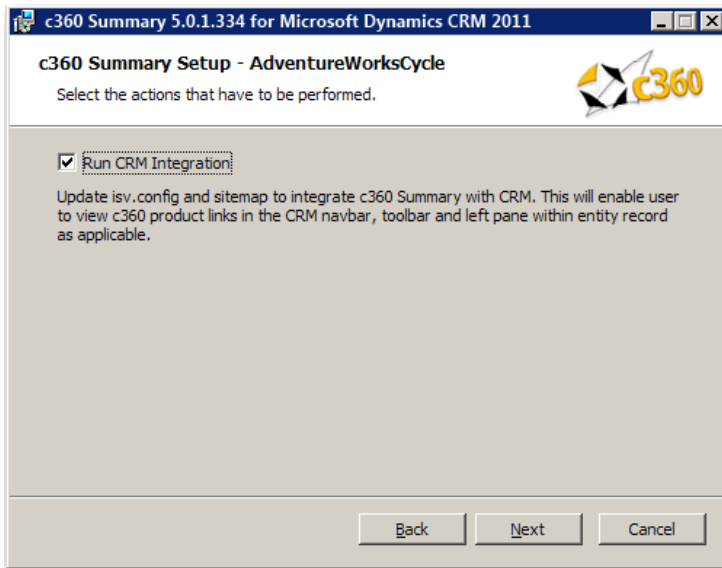 c360 Summary 5.0.1.334 for Microsoft Dynamics CRM 2011
c360 Summary Setup - AdventureWorksCycle
Select the actions that have to be performed.
c360
Run CRM Integration
Update isv.config and sitemap to integrate c360 Summary with CRM. This will enable user
to view c360 product links in the CRM navbar, toolbar and left pane within entity record
as applicable.
Back Next Cancel